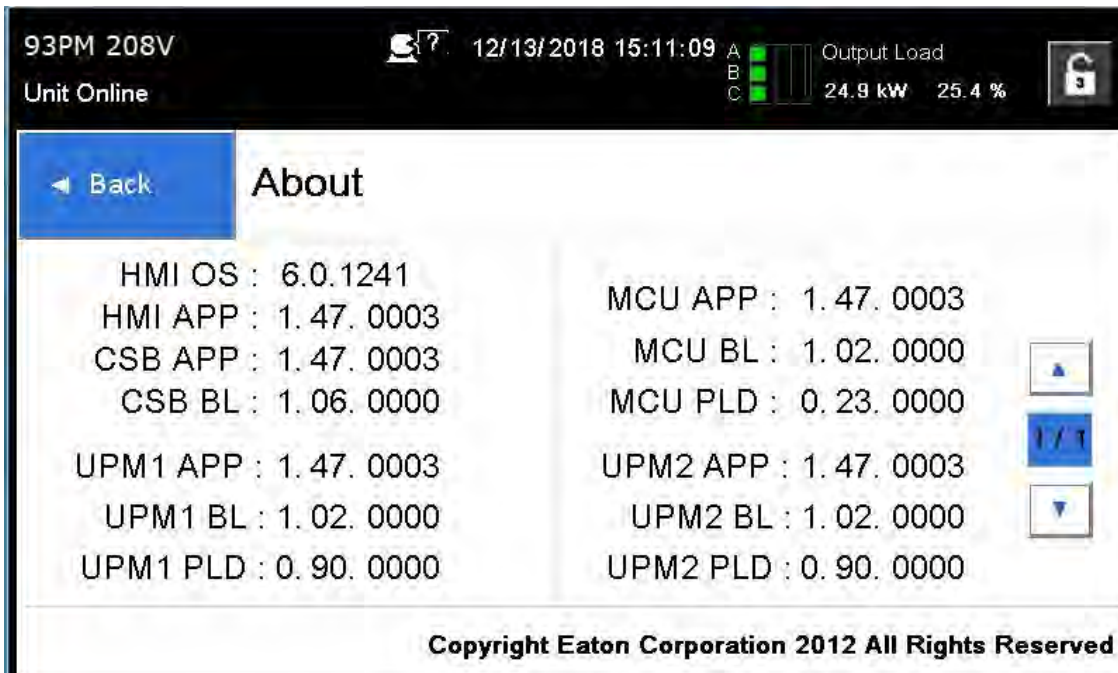 93PM 208V
Unit Online
? 12/13/2018 15:11:09
A
B
C
Output Load
24.9 kW 25.4 %
3
◄ Back
About
HMI OS : 6.0.1241
HMI APP : 1. 47. 0003
CSB APP : 1. 47. 0003
CSB BL : 1. 06. 0000
UPM1 APP : 1. 47. 0003
UPM1 BL : 1. 02. 0000
UPM1 PLD : 0. 90. 0000
MCU APP : 1. 47. 0003
MCU BL : 1. 02. 0000
MCU PLD : 0. 23. 0000
UPM2 APP : 1. 47. 0003
UPM2 BL : 1. 02. 0000
UPM2 PLD : 0. 90. 0000
▲
1 / 1
▼
Copyright Eaton Corporation 2012 All Rights Reserved